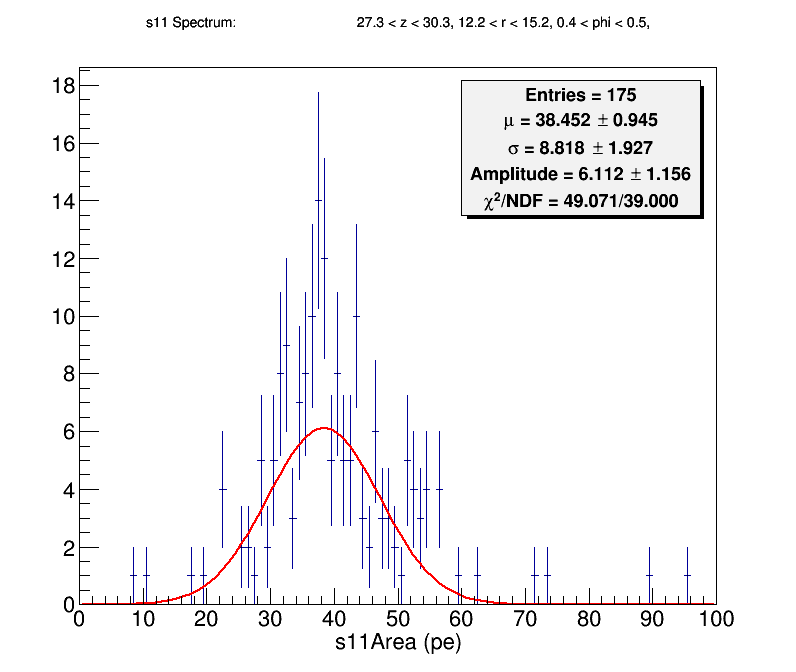 s11 Spectrum: 27.3 < z < 30.3, 12.2 < r < 15.2, 0.4 < phi < 0.5,
Entries = 175
μ = 38.452 ± 0.945
σ = 8.818 ± 1.927
Amplitude = 6.112 ± 1.156
χ²/NDF = 49.071/39.000
18
16
14
12
10
8
6
4
2
0
0 10 20 30 40 50 60 70 80 90 100
s11Area (pe)